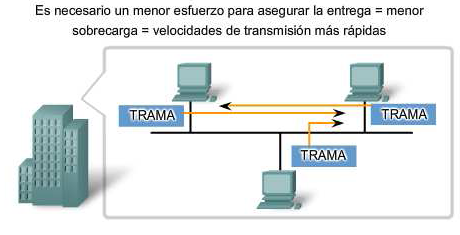 Es necesario un menor esfuerzo para asegurar la entrega = menor
sobrecarga = velocidades de transmisión más rápidas
TRAMA
TRAMA
TRAMA